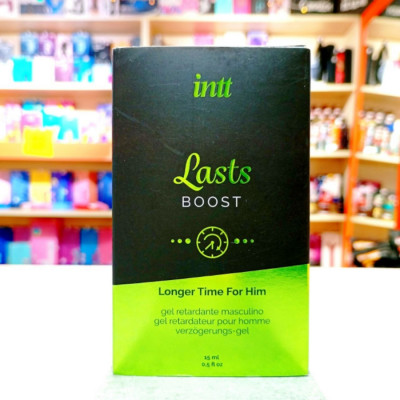 intt
Lasts
BOOST
Longer Time For Him
gel retardante masculino
gel retardateur pour homme
verzögerungs-gel
15 ml
0.5 fl oz